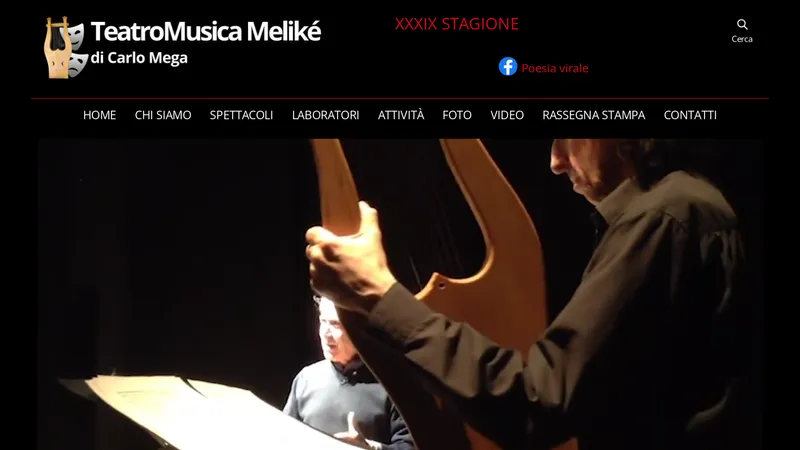 TeatroMusica Meliké
di Carlo Mega
XXXIX STAGIONE
Poesia virale
Cerca
HOME CHI SIAMO SPETTACOLI LABORATORI ATTIVITÀ FOTO VIDEO RASSEGNA STAMPA CONTATTI